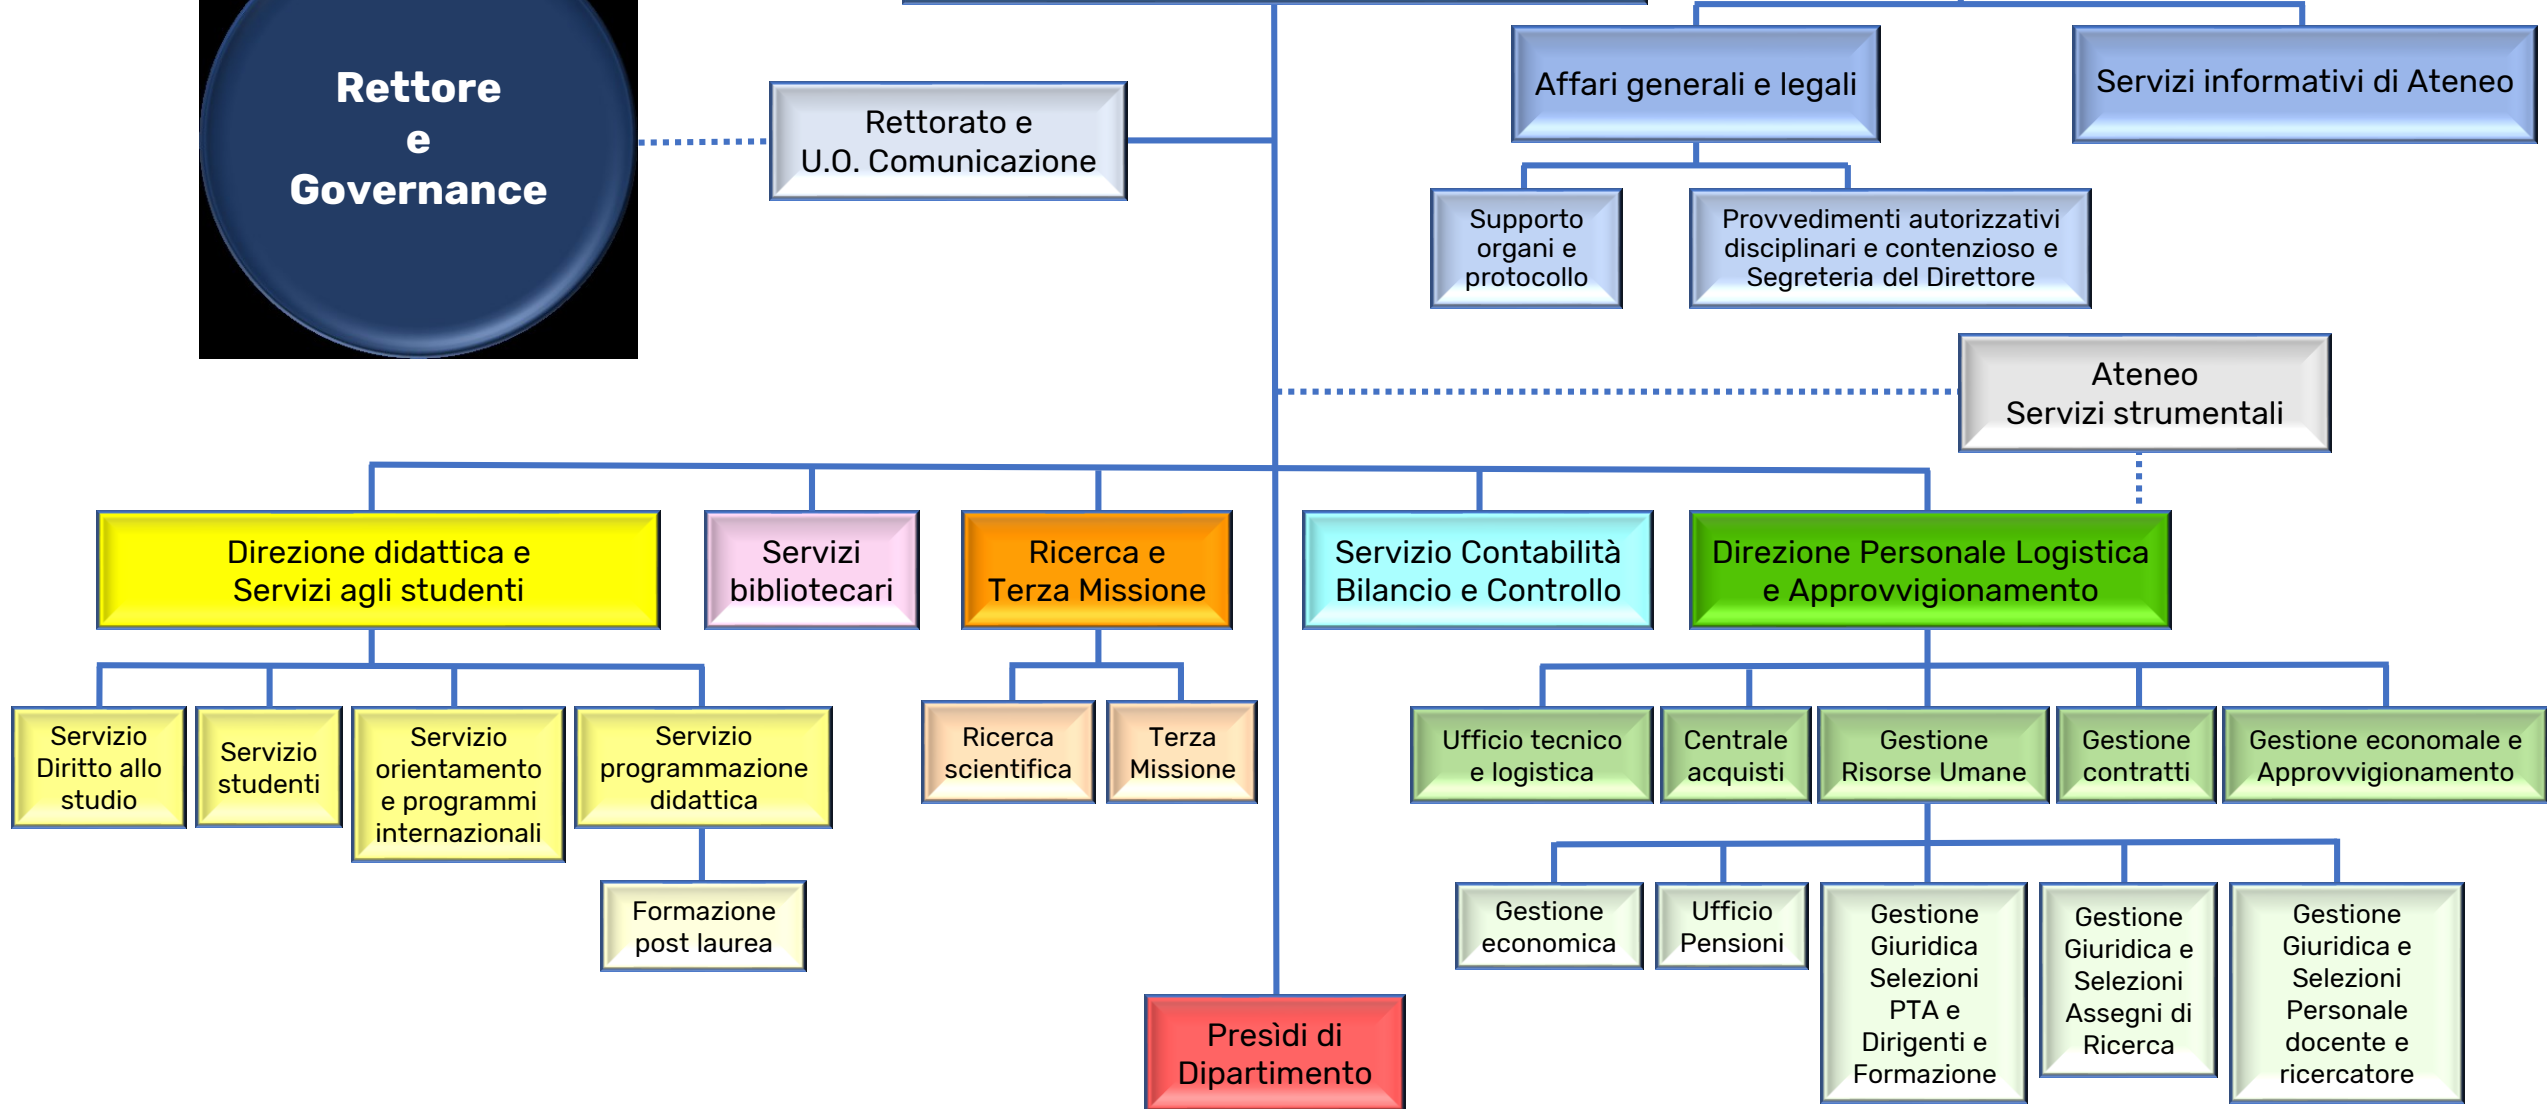 Rettore
e
Governance
Rettorato e
U.O. Comunicazione
Affari generali e legali
Servizi informativi di Ateneo
Supporto
organi e
protocollo
Provvedimenti autorizzativi
disciplinari e contenzioso e
Segreteria del Direttore
Ateneo
Servizi strumentali
Direzione didattica e
Servizi agli studenti
Servizi
bibliotecari
Ricerca e
Terza Missione
Servizio Contabilità
Bilancio e Controllo
Direzione Personale Logistica
e Approvvigionamento
Servizio
Diritto allo
studio
Servizio
studenti
Servizio
orientamento
e programmi
internazionali
Servizio
programmazione
didattica
Ricerca
scientifica
Terza
Missione
Ufficio tecnico
e logistica
Centrale
acquisti
Gestione
Risorse Umane
Gestione
contratti
Gestione economale e
Approvvigionamento
Formazione
post laurea
Gestione
economica
Ufficio
Pensioni
Gestione
Giuridica
Selezioni
PTA e
Dirigenti e
Formazione
Gestione
Giuridica e
Selezioni
Assegni di
Ricerca
Gestione
Giuridica e
Selezioni
Personale
docente e
ricercatore
Presìdi di
Dipartimento